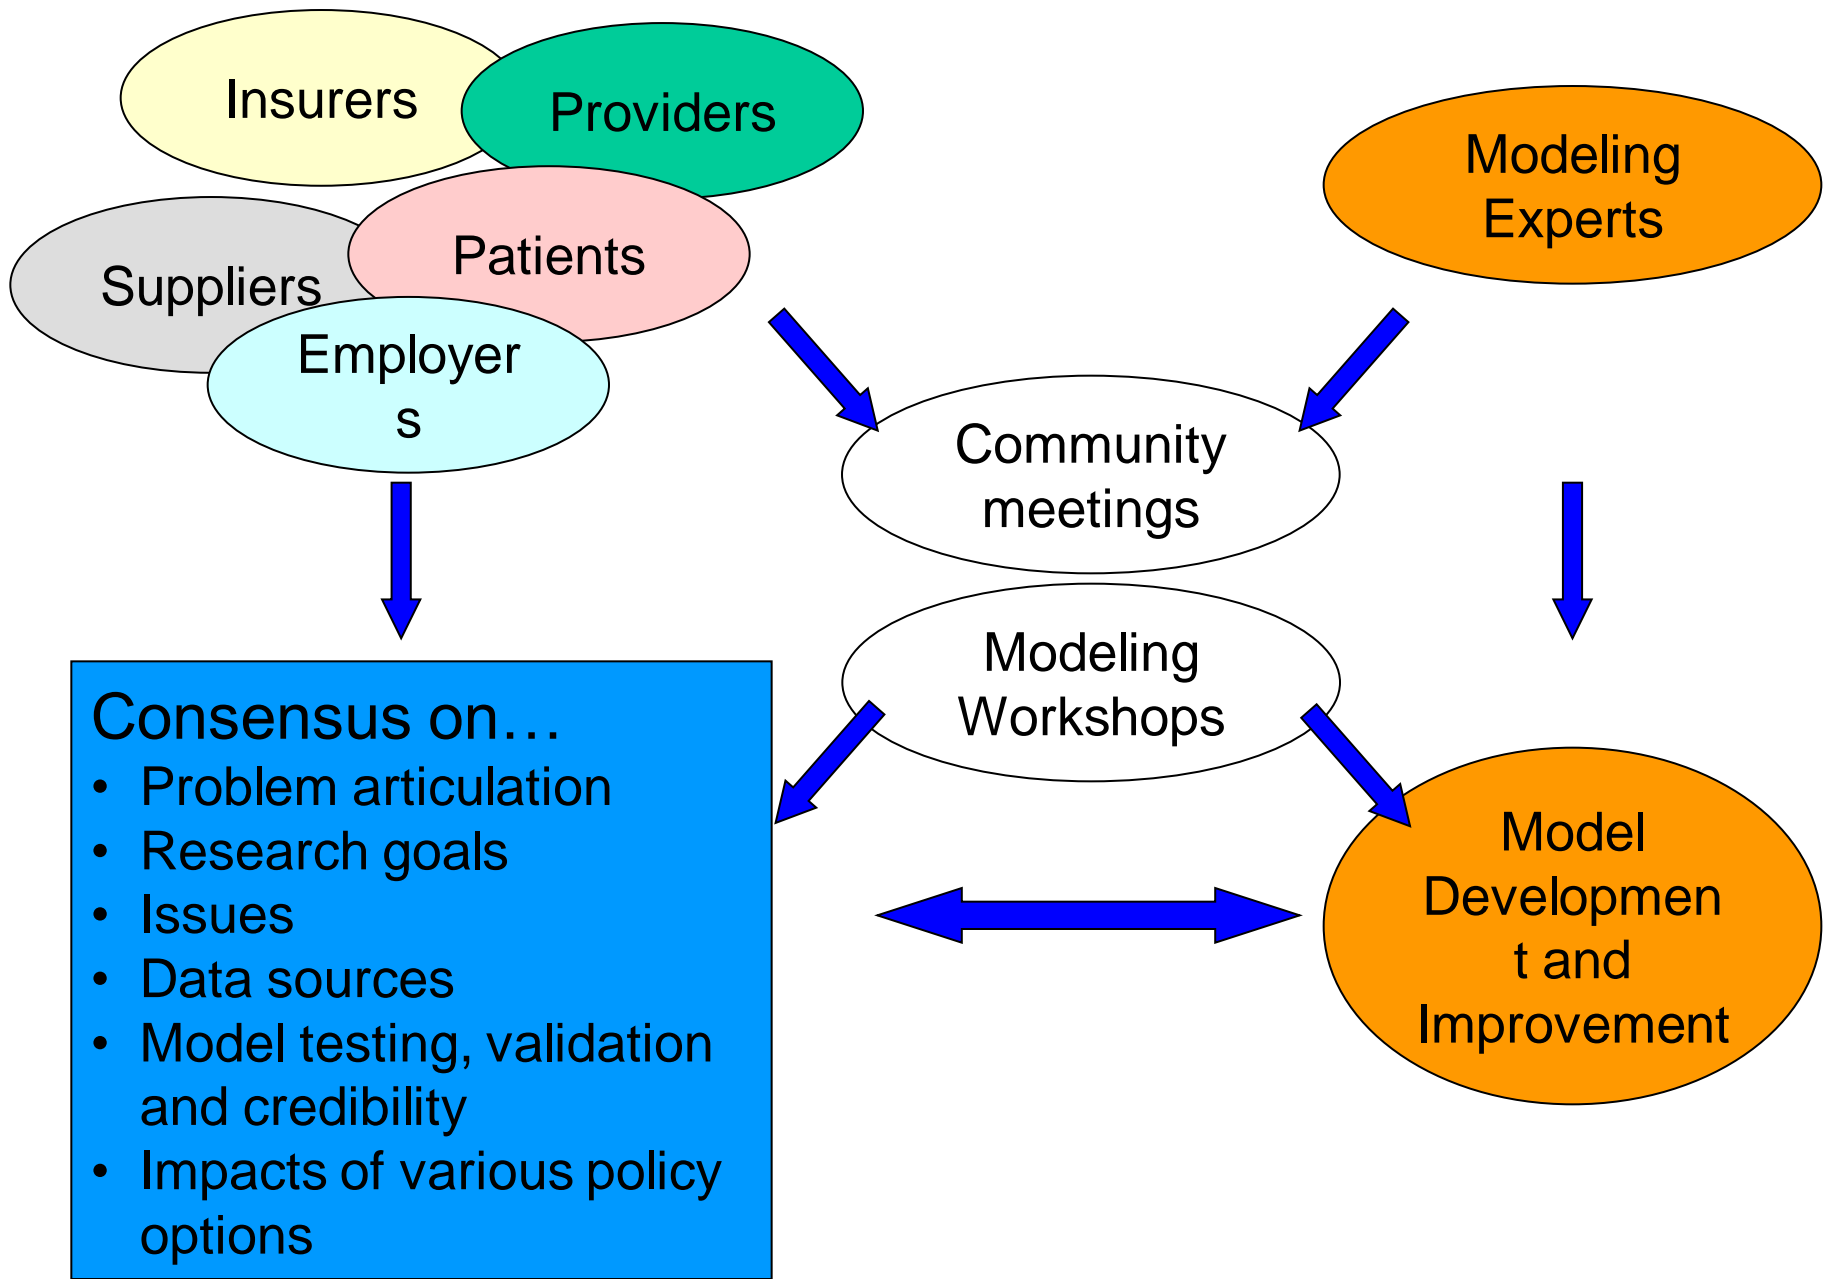 Insurers
Providers
Suppliers
Patients
Employer
s
Modeling
Experts
Community
meetings
Modeling
Workshops
Consensus on…
• Problem articulation
• Research goals
• Issues
• Data sources
• Model testing, validation
and credibility
• Impacts of various policy
options
Model
Developmen
t and
Improvement